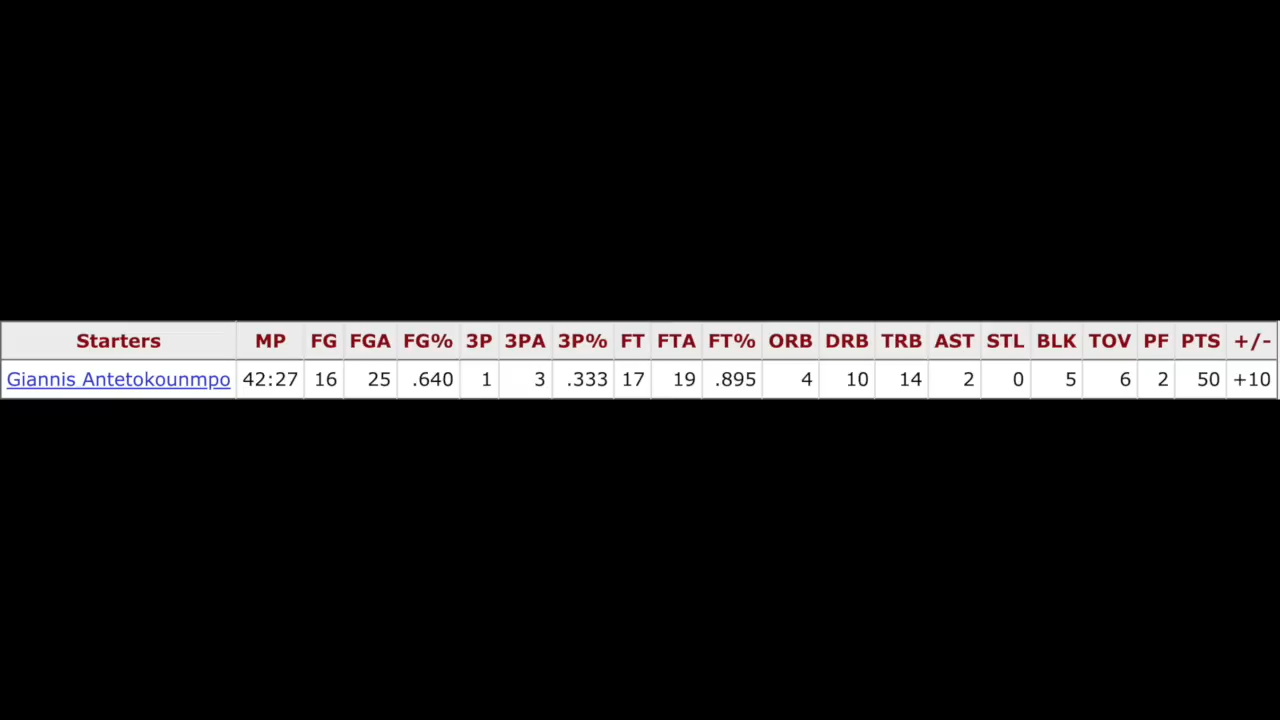 Starters MP FG FGA FG% 3P 3PA 3P% FT FTA FT% ORB DRB TRB AST STL BLK TOV PF PTS +/-
Giannis Antetokounmpo 42:27 16 25 .640 1 3 .333 17 19 .895 4 10 14 2 0 5 6 2 50 +10